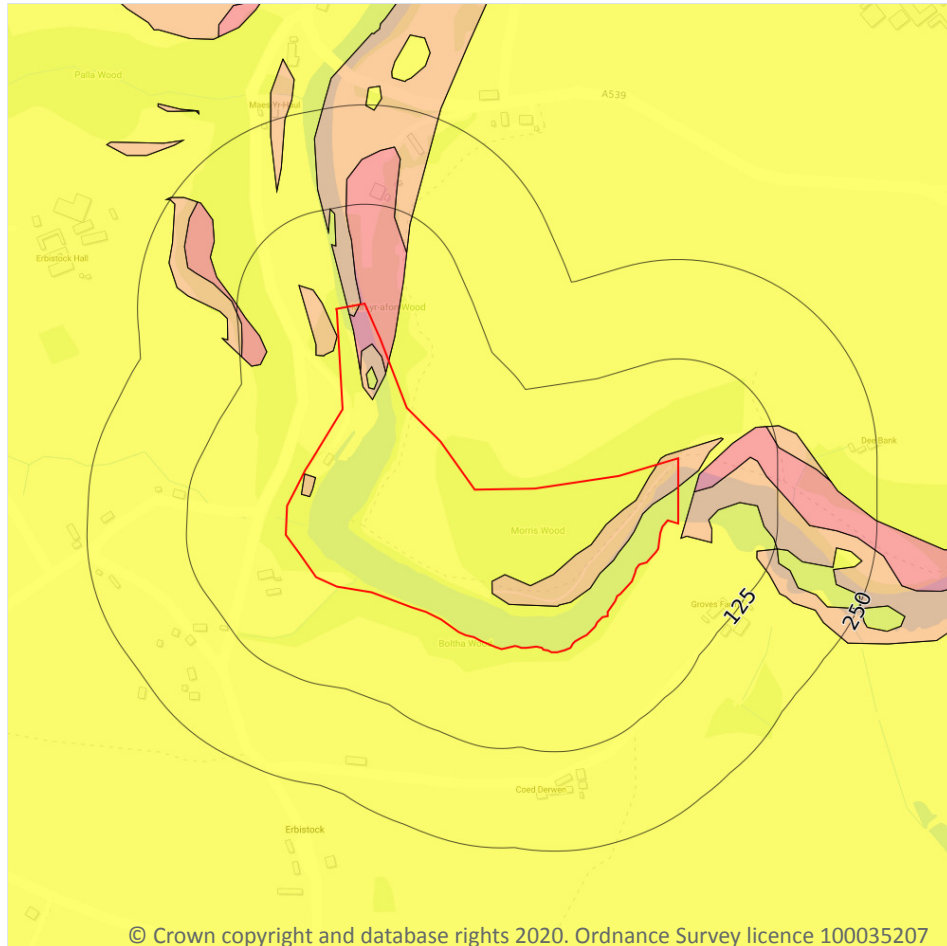 Palla Wood
Maes Yr Haul
A539
Erbistock Hall
Wood
Dee Bank
Morris Wood
125
250
Groves
Boltha Wood
Coed Derwen
Erbistock
© Crown copyright and database rights 2020. Ordnance Survey licence 100035207